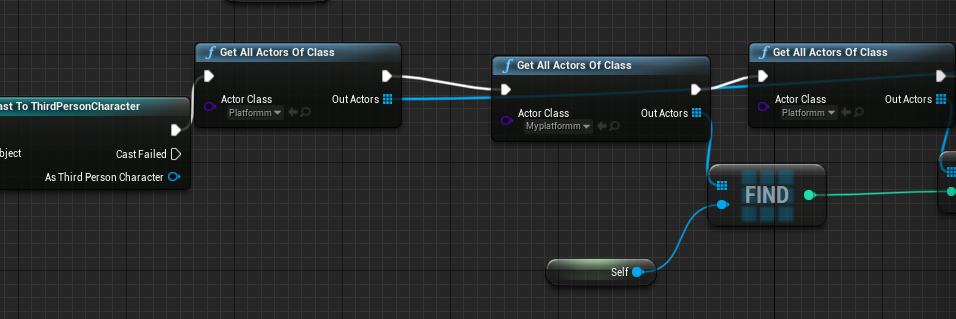 Get All Actors Of Class
Actor Class
Platformm
Out Actors
Get All Actors Of Class
Actor Class
Myplatformm
Out Actors
Get All Actors Of Class
Actor Class
Platformm
Out Actors
ast To ThirdPersonCharacter
bject
Cast Failed
As Third Person Character
FIND
Self